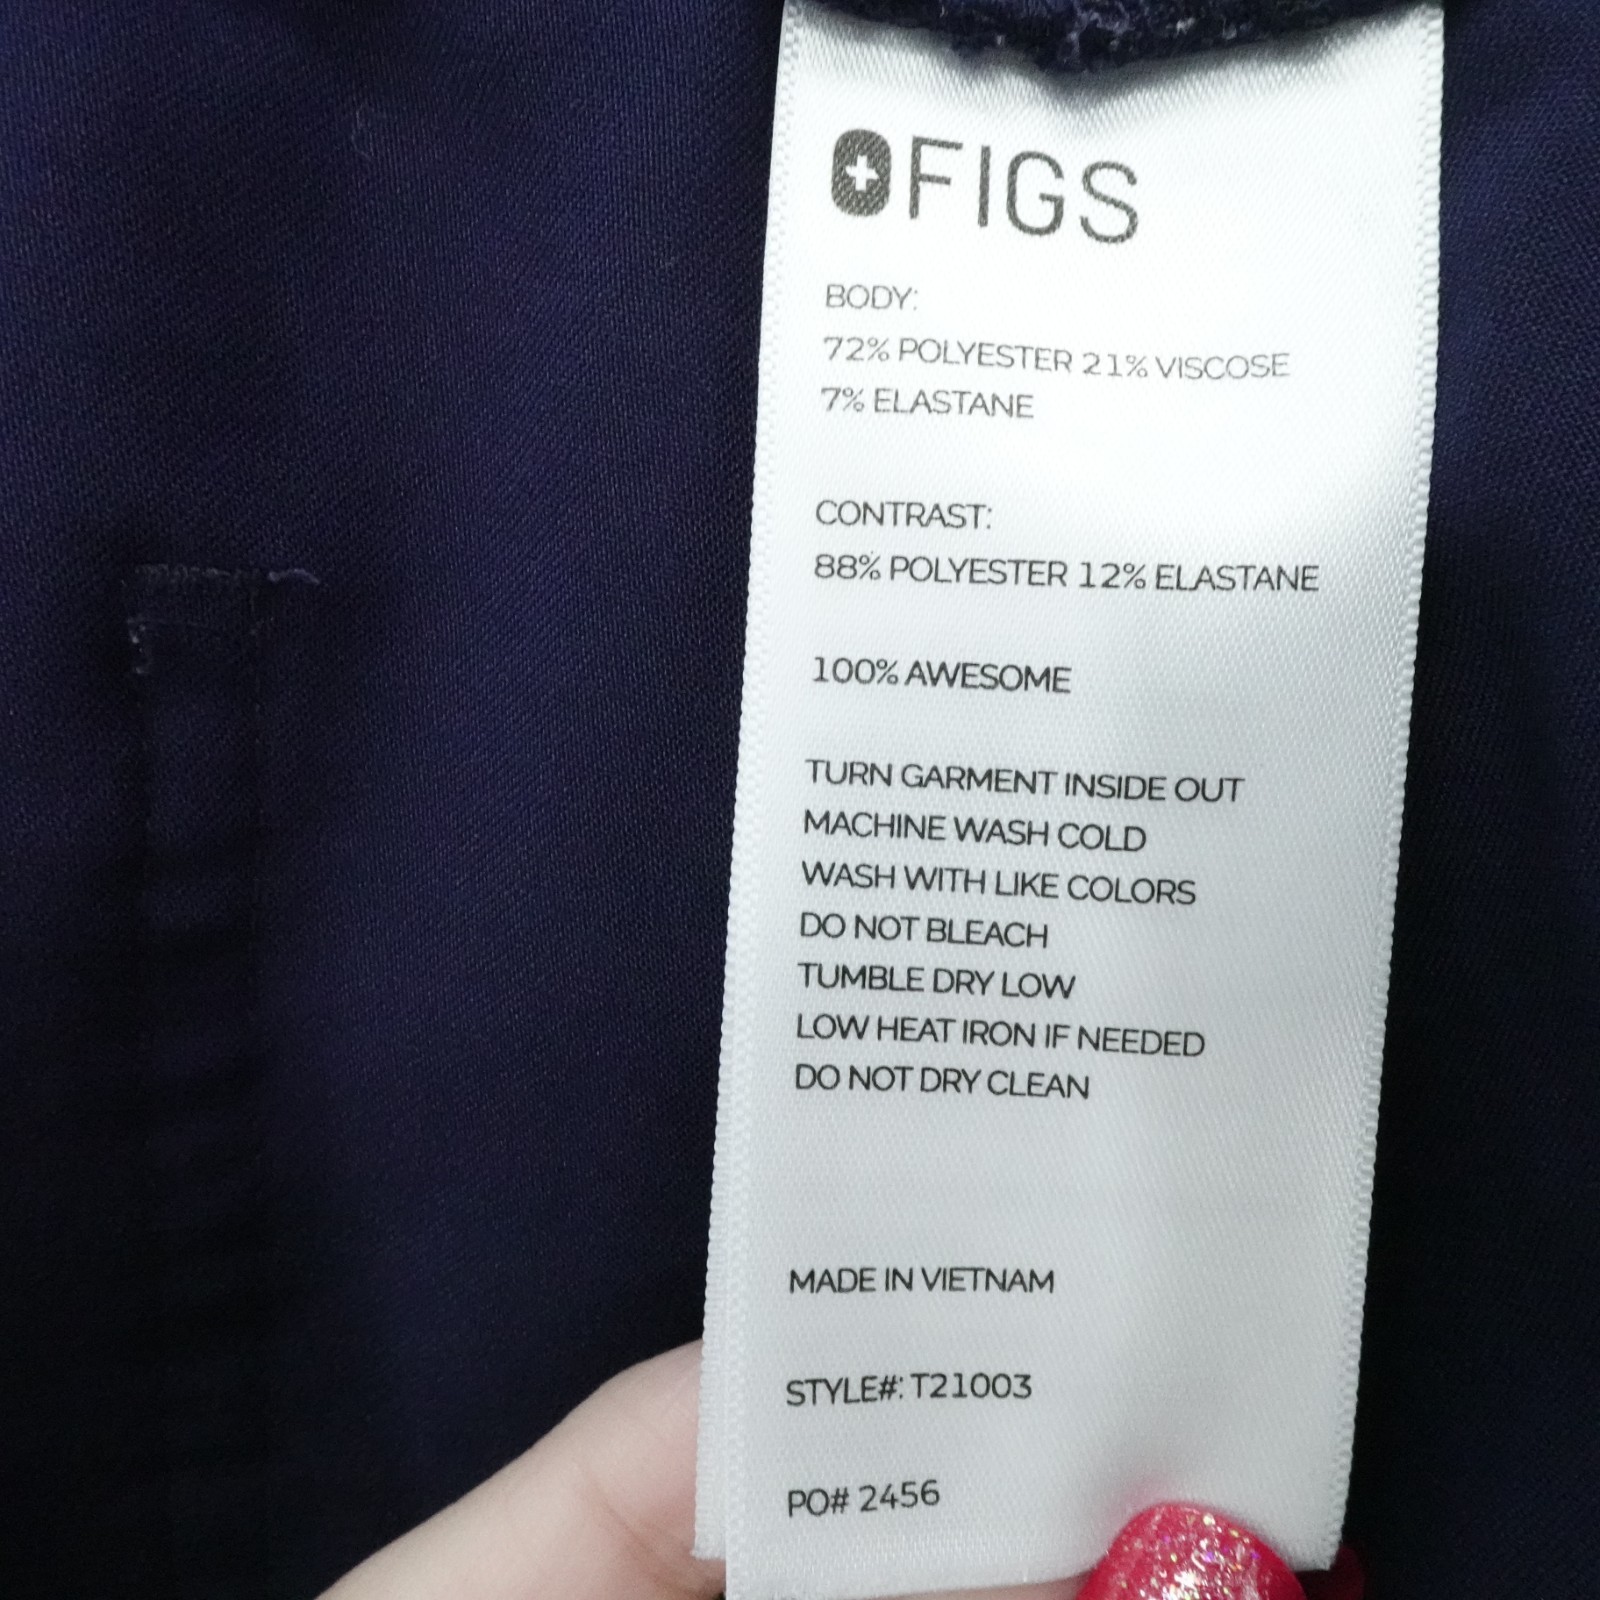 FIGS
BODY:
72% POLYESTER 21% VISCOSE
7% ELASTANE
CONTRAST:
88% POLYESTER 12% ELASTANE
100% AWESOME
TURN GARMENT INSIDE OUT
MACHINE WASH COLD
WASH WITH LIKE COLORS
DO NOT BLEACH
TUMBLE DRY LOW
LOW HEAT IRON IF NEEDED
DO NOT DRY CLEAN
MADE IN VIETNAM
STYLE#: T21003
PO# 2456